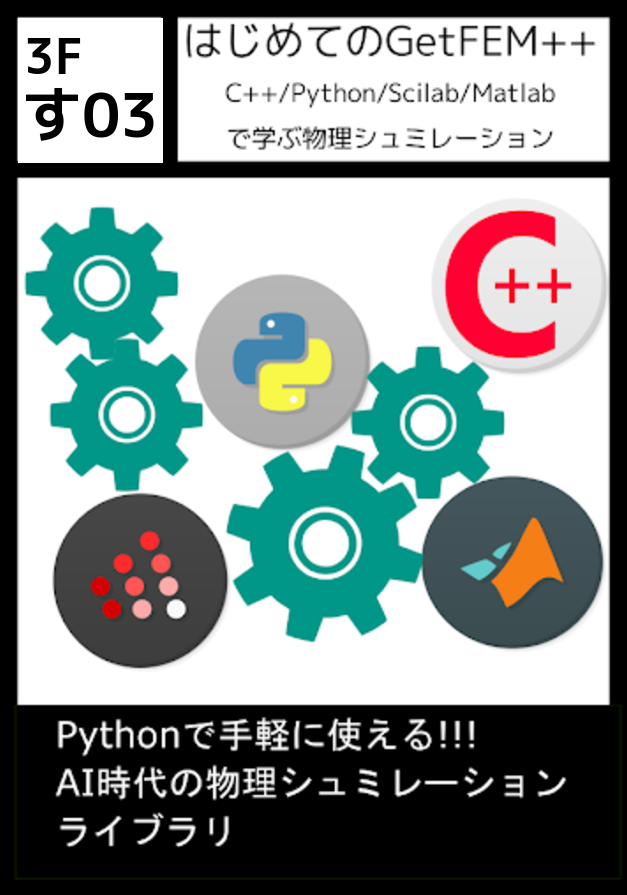 3F
す03
はじめてのGetFEM++
C++/Python/Scilab/Matlab
で学ぶ物理シュミレーション
C++
Pythonで手軽に使える!!!
AI時代の物理シュミレーション
ライブラリ